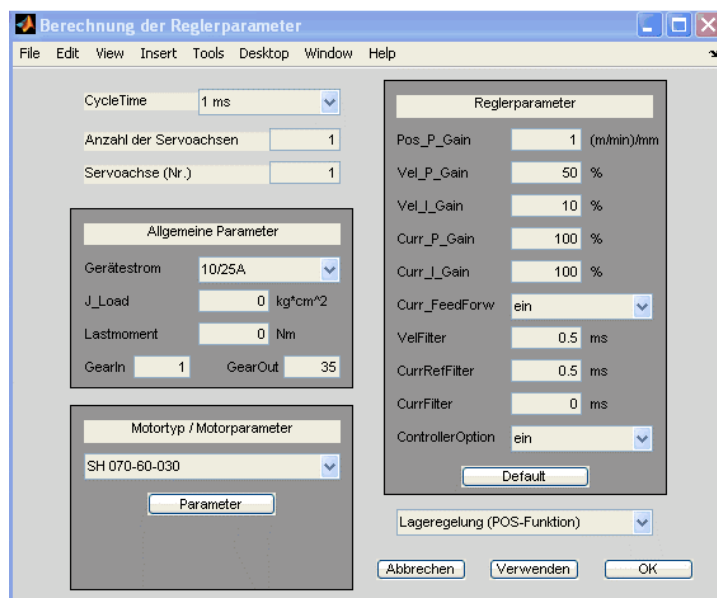 Berechnung der Reglerparameter
File Edit View Insert Tools Desktop Window Help
CycleTime 1 ms
Anzahl der Servoachsen 1
Servoachse (Nr.) 1
Allgemeine Parameter
Gerätestrom 10/25A
J_Load 0 kg*cm^2
Lastmoment 0 Nm
GearIn 1 GearOut 35
Motortyp / Motorparameter
SH 070-60-030
Parameter
Reglerparameter
Pos_P_Gain 1 (m/min)/mm
Vel_P_Gain 50 %
Vel_I_Gain 10 %
Curr_P_Gain 100 %
Curr_I_Gain 100 %
Curr_FeedForw ein
VelFilter 0.5 ms
CurrRefFilter 0.5 ms
CurrFilter 0 ms
ControllerOption ein
Default
Lageregelung (POS-Funktion)
Abbrechen Verwenden OK